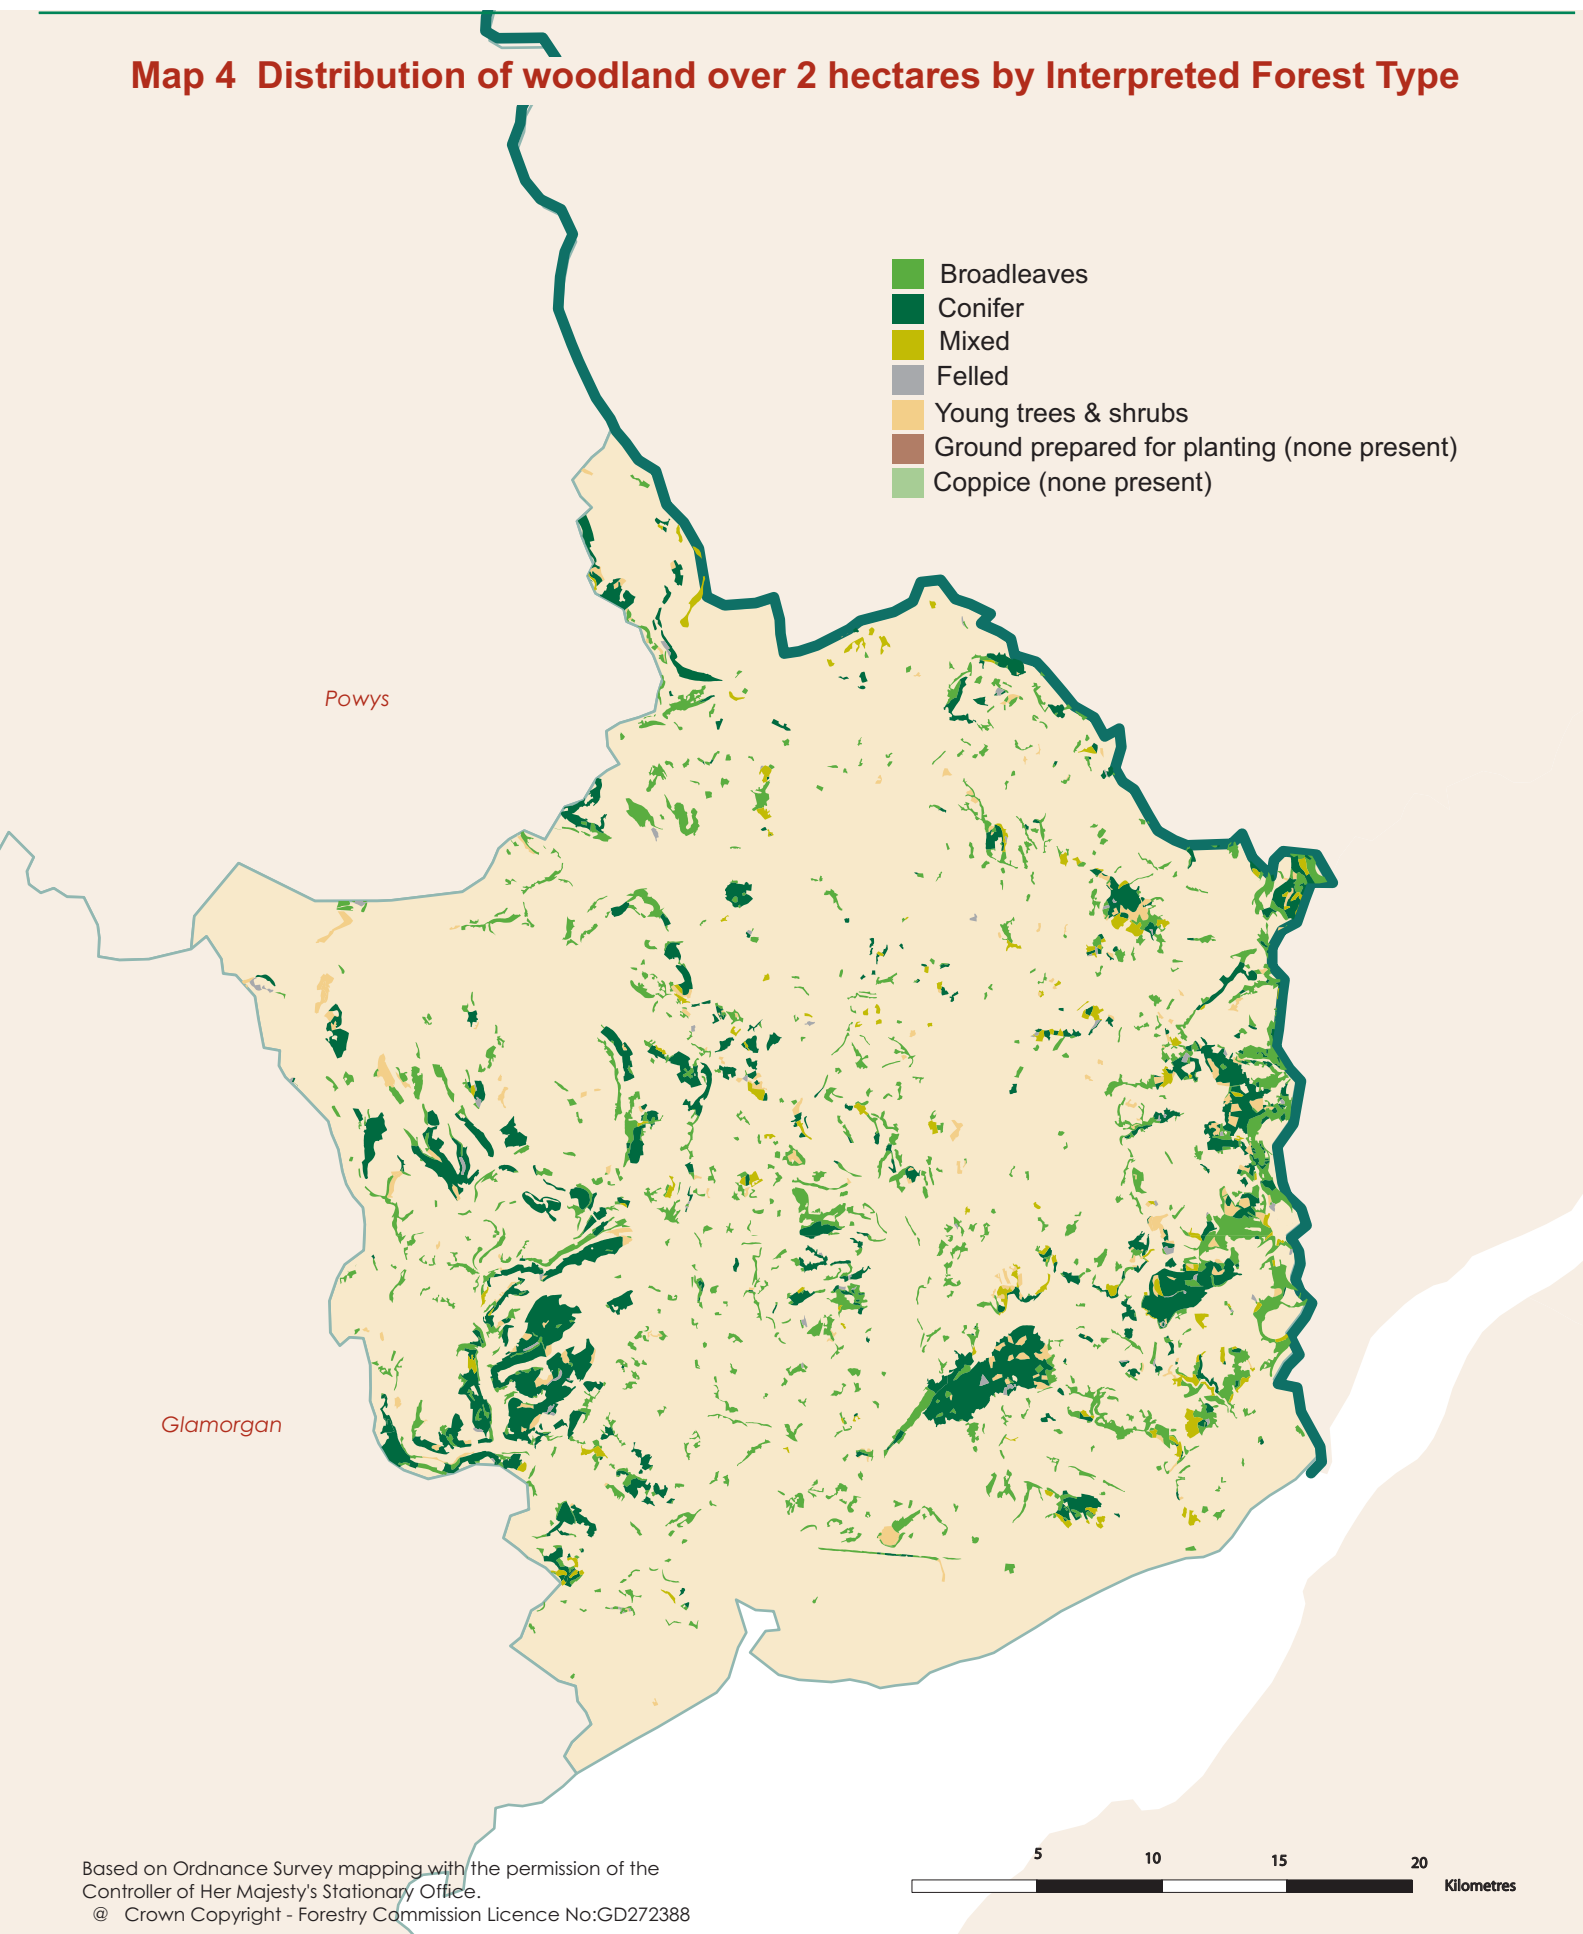 Map 4  Distribution of woodland over 2 hectares by Interpreted Forest Type
Broadleaves
Conifer
Mixed
Felled
Young trees & shrubs
Ground prepared for planting (none present)
Coppice (none present)
Powys
Glamorgan
5 10 15 20
Kilometres
Based on Ordnance Survey mapping with the permission of the
Controller of Her Majesty's Stationary Office.
@ Crown Copyright - Forestry Commission Licence No:GD272388